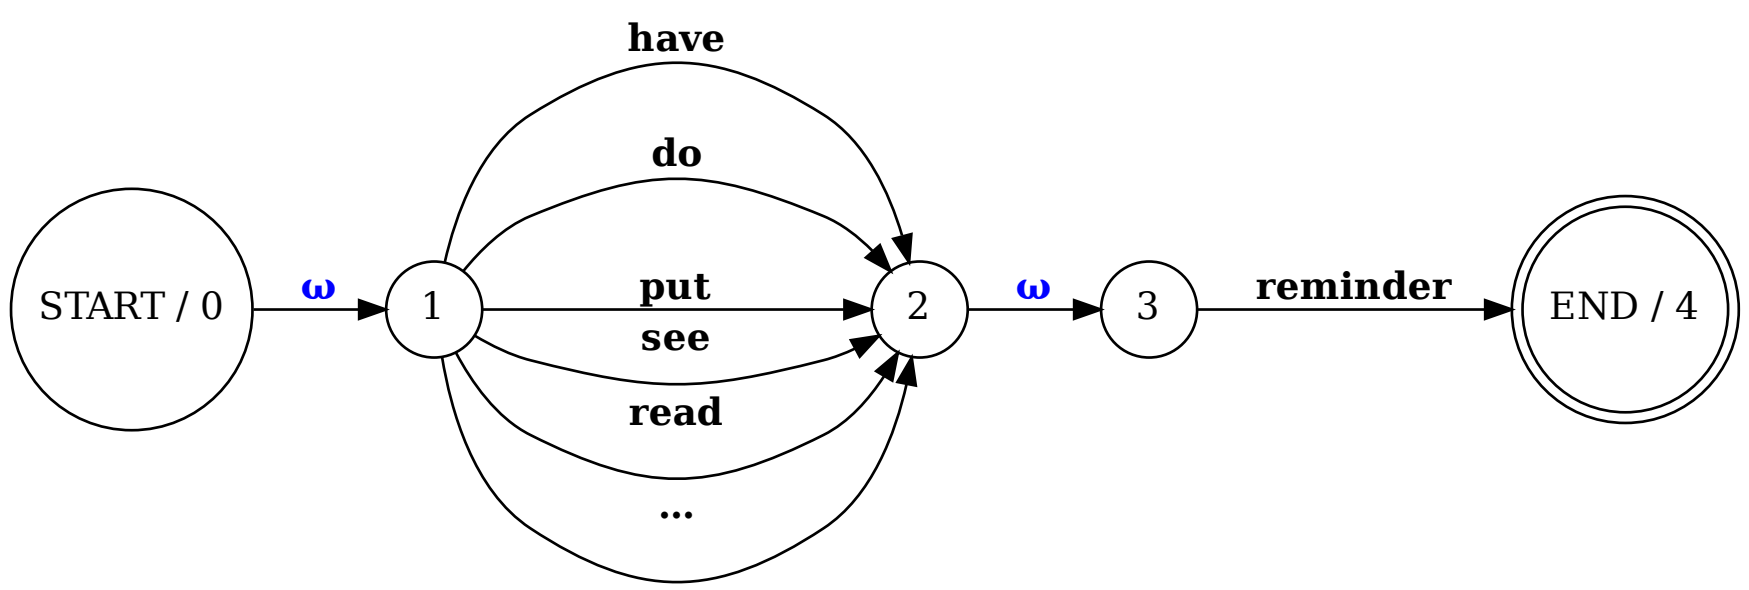 have
do
START / 0
ω
1
put
2
ω
3
reminder
END / 4
see
read
...